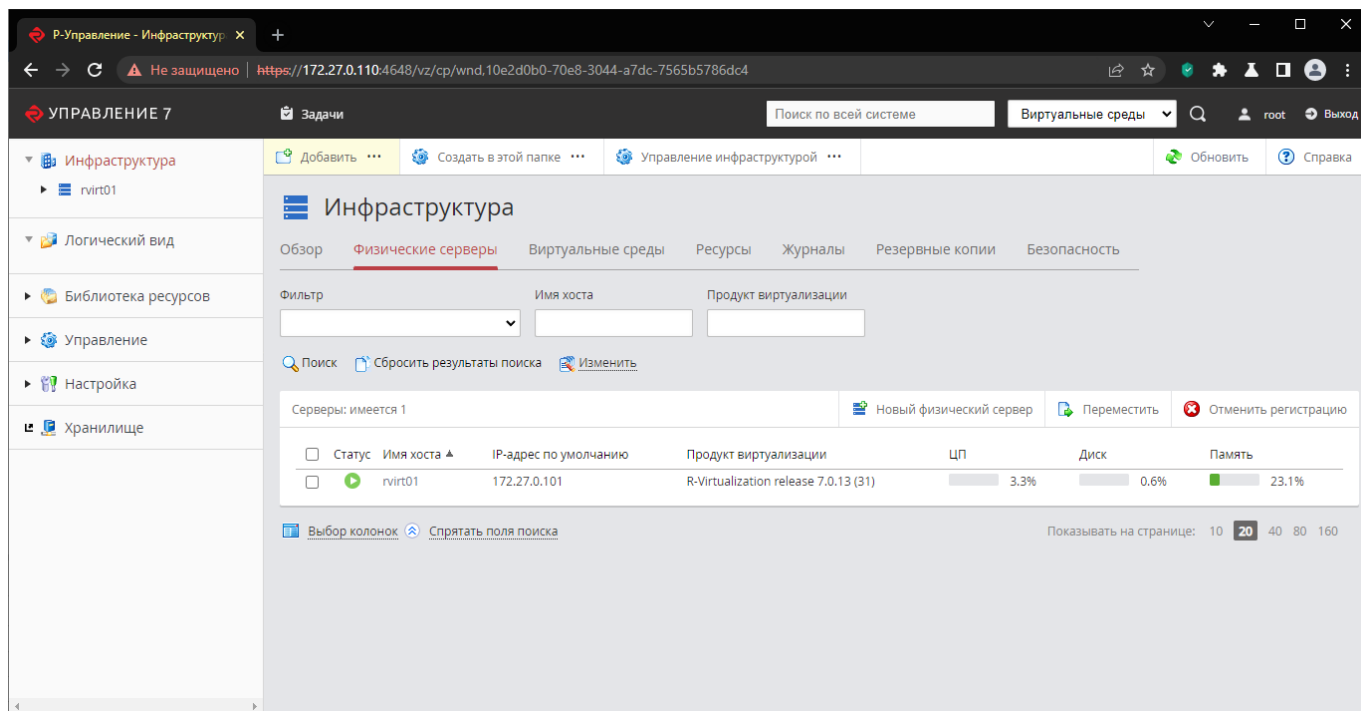 Р-Управление - Инфраструктур
Не защищено https://172.27.0.110:4648/vz/cp/wnd,10e2d0b0-70e8-3044-a7dc-7565b5786dc4
УПРАВЛЕНИЕ 7 Задачи Поиск по всей системе Виртуальные среды root Выход
Инфраструктура
rvirt01
Логический вид
Библиотека ресурсов
Управление
Настройка
Хранилище
Добавить ••• Создать в этой папке ••• Управление инфраструктурой ••• Обновить Справка
Инфраструктура
Обзор Физические серверы Виртуальные среды Ресурсы Журналы Резервные копии Безопасность
Фильтр Имя хоста Продукт виртуализации
Поиск Сбросить результаты поиска Изменить
Серверы: имеется 1 Новый физический сервер Переместить Отменить регистрацию
Статус Имя хоста IP-адрес по умолчанию Продукт виртуализации ЦП Диск Память
rvirt01 172.27.0.101 R-Virtualization release 7.0.13 (31) 3.3% 0.6% 23.1%
Выбор колонок Спрятать поля поиска Показывать на странице: 10 20 40 80 160